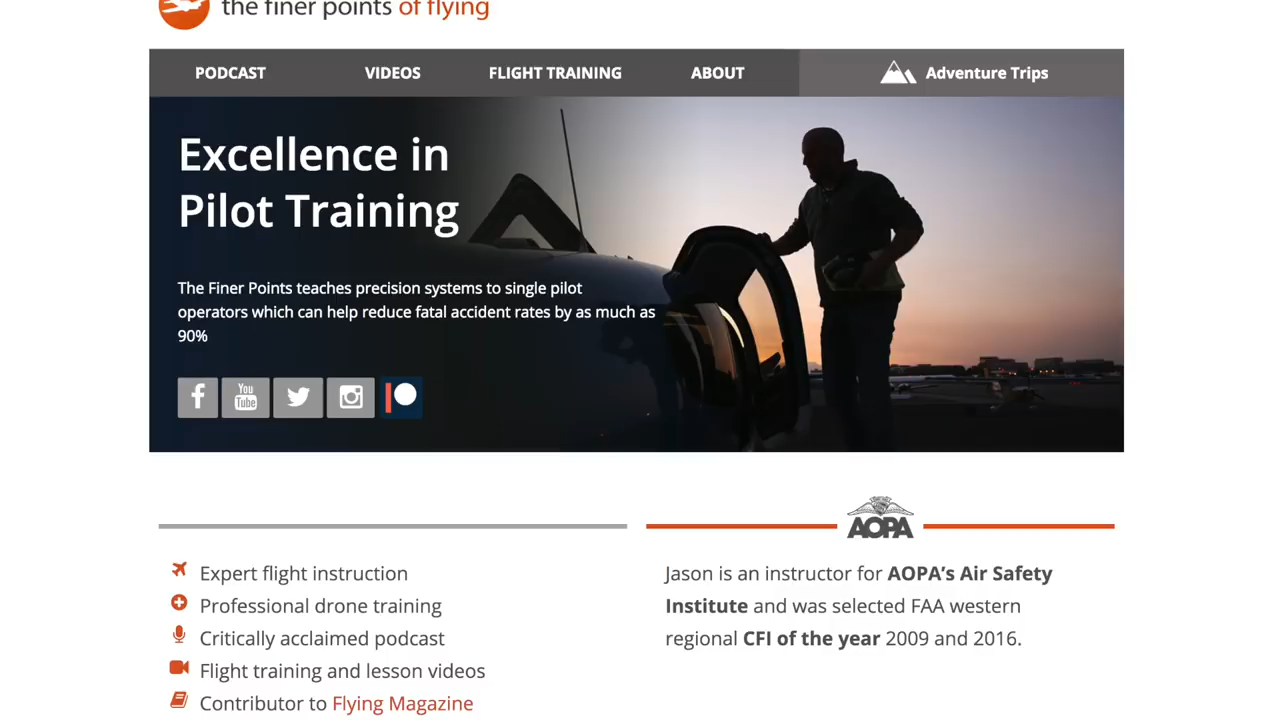 the finer points of flying
PODCAST VIDEOS FLIGHT TRAINING ABOUT Adventure Trips
Excellence in
Pilot Training
The Finer Points teaches precision systems to single pilot
operators which can help reduce fatal accident rates by as much as
90%
f You Tube
AOPA
Expert flight instruction
Professional drone training
Critically acclaimed podcast
Flight training and lesson videos
Contributor to Flying Magazine
Jason is an instructor for AOPA’s Air Safety
Institute and was selected FAA western
regional CFI of the year 2009 and 2016.